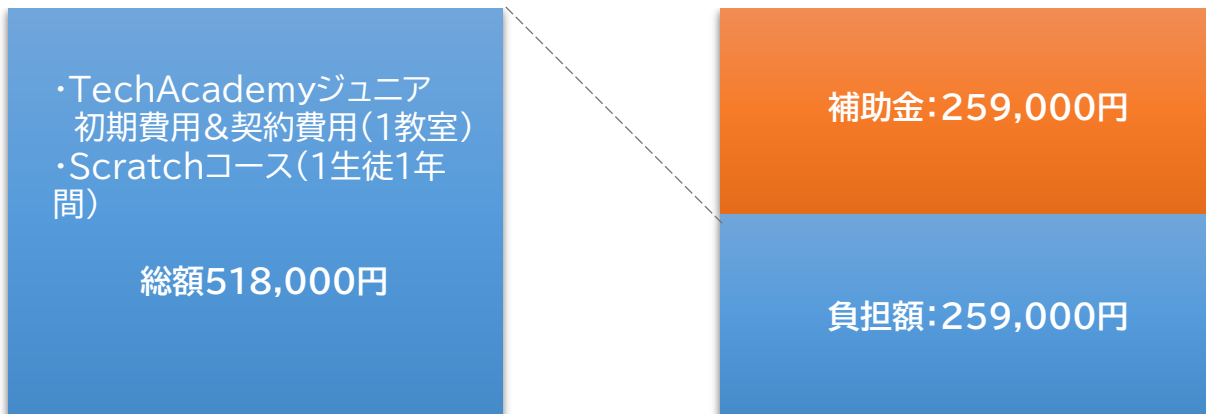 ・TechAcademyジュニア
初期費用&契約費用(1教室)
・Scratchコース(1生徒1年
間)
総額518,000円
補助金:259,000円
負担額:259,000円